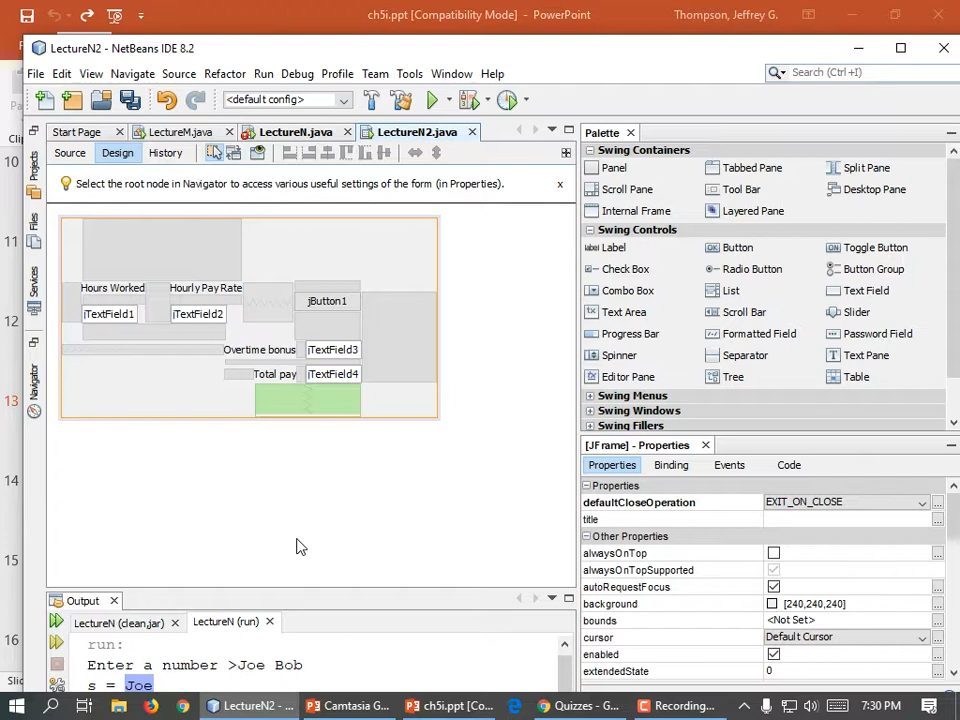 ch5i.ppt [Compatibility Mode] - PowerPoint
Thompson, Jeffrey G.
LectureN2 - NetBeans IDE 8.2
File Edit View Navigate Source Refactor Run Debug Profile Team Tools Window Help
Search (Ctrl+I)
<default config>
Start Page LectureM.java LectureN.java LectureN2.java
Palette
Source Design History
Swing Containers
Panel Tabbed Pane Split Pane
Scroll Pane Tool Bar Desktop Pane
Internal Frame Layered Pane
Swing Controls
label Label OK Button ON Toggle Button
Check Box Radio Button Button Group
Combo Box List Text Field
Text Area Scroll Bar Slider
Progress Bar Formatted Field Password Field
Spinner Separator Text Pane
Editor Pane Tree Table
Swing Menus
Swing Windows
Swing Fillers
Select the root node in Navigator to access various useful settings of the form (in Properties).
Projects
Files
Services
Navigator
10
11
12
13
14
15
16
Hours Worked Hourly Pay Rate
jButton1
jTextField1 jTextField2
Overtime bonus jTextField3
Total pay jTextField4
[JFrame] - Properties
Properties Binding Events Code
Properties
defaultCloseOperation EXIT_ON_CLOSE
title
Other Properties
alwaysOnTop
alwaysOnTopSupported
autoRequestFocus
background [240,240,240]
bounds <Not Set>
cursor Default Cursor
enabled
extendedState 0
Output
LectureN (clean,jar) LectureN (run)
run:
Enter a number >Joe Bob
s = Joe
LectureN2 - ... Camtasia G... ch5i.ppt [Co... Quizzes - G... Recording...
7:30 PM